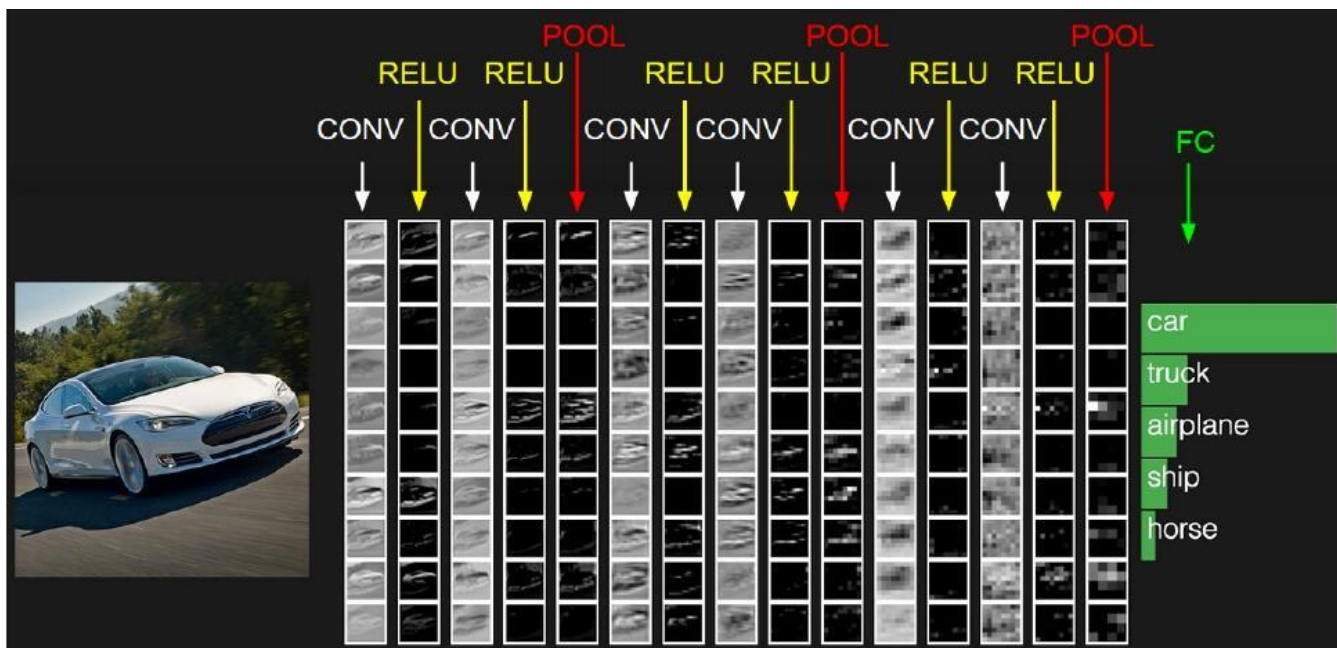 POOL POOL POOL
RELU RELU RELU RELU RELU RELU
CONV CONV CONV CONV CONV CONV
FC
car
truck
airplane
ship
horse